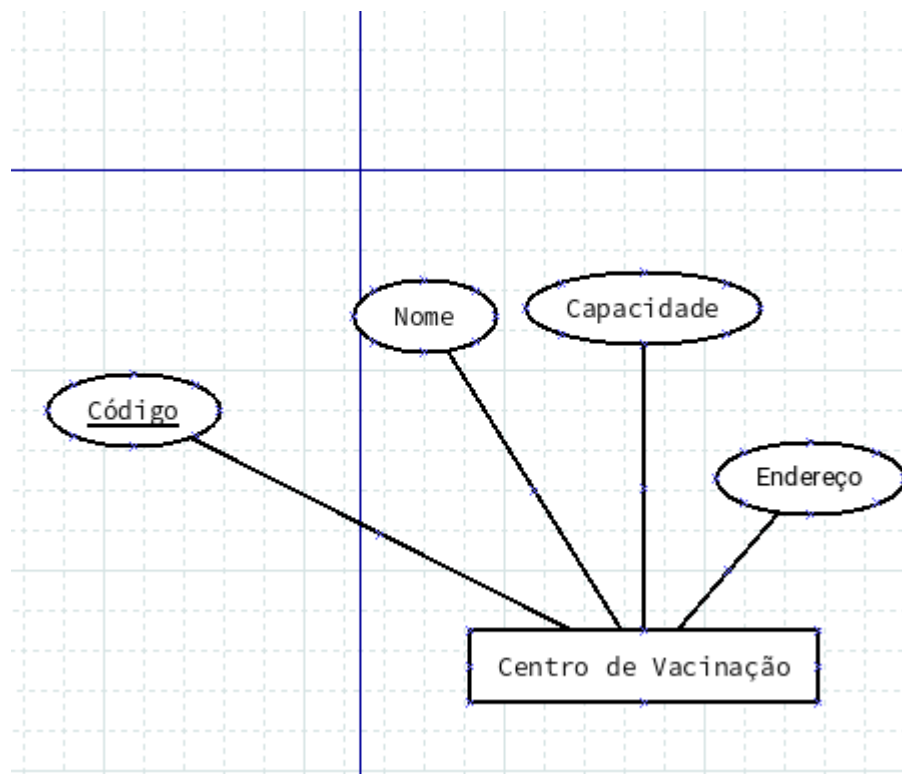 Nome
Capacidade
Código
Endereço
Centro de Vacinação